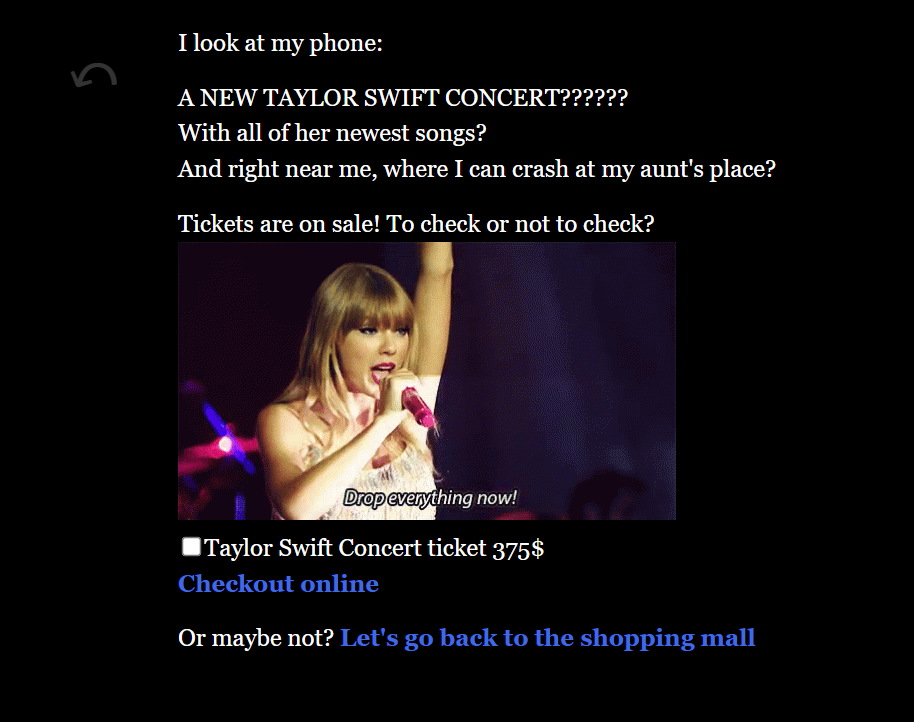 I look at my phone:
A NEW TAYLOR SWIFT CONCERT??????
With all of her newest songs?
And right near me, where I can crash at my aunt's place?
Tickets are on sale! To check or not to check?
Drop everything now!
Taylor Swift Concert ticket 375$
Checkout online
Or maybe not? Let's go back to the shopping mall